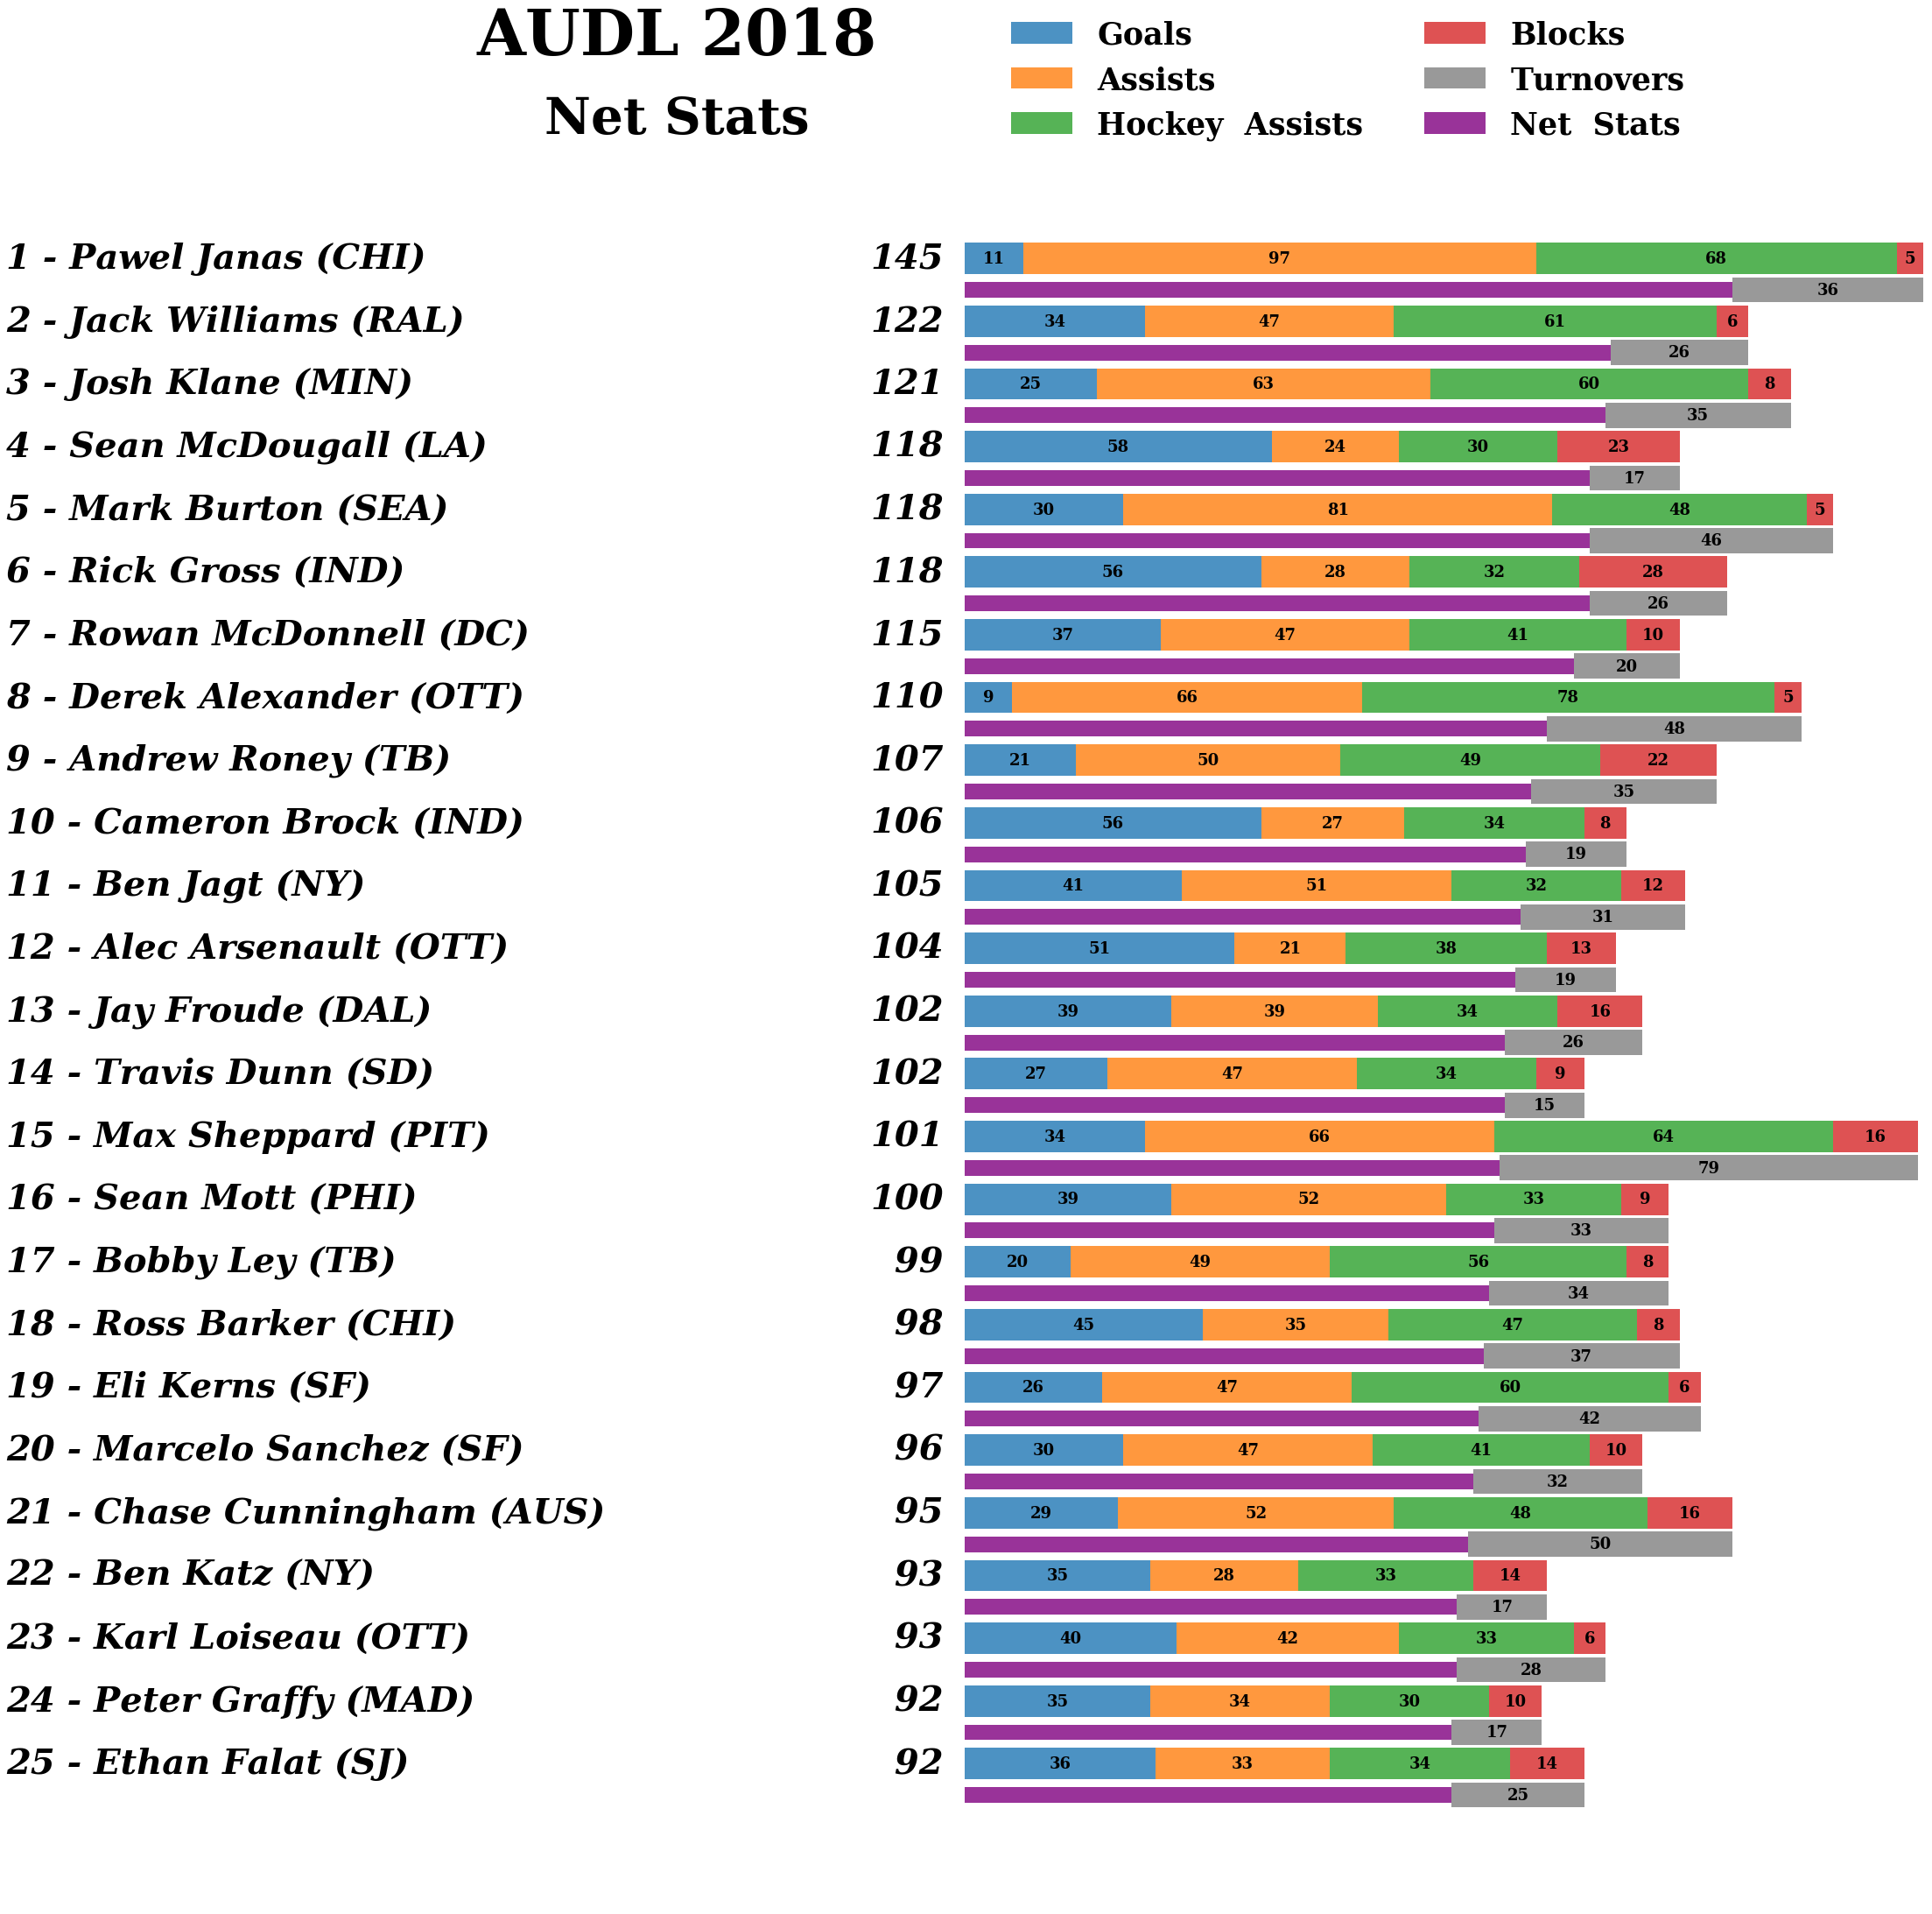 AUDL 2018
Net Stats
Goals
Assists
Hockey Assists
Blocks
Turnovers
Net Stats
1 - Pawel Janas (CHI) 145 11 97 68 5
36
2 - Jack Williams (RAL) 122 34 47 61 6
26
3 - Josh Klane (MIN) 121 25 63 60 8
35
4 - Sean McDougall (LA) 118 58 24 30 23
17
5 - Mark Burton (SEA) 118 30 81 48 5
46
6 - Rick Gross (IND) 118 56 28 32 28
26
7 - Rowan McDonnell (DC) 115 37 47 41 10
20
8 - Derek Alexander (OTT) 110 9 66 78 5
48
9 - Andrew Roney (TB) 107 21 50 49 22
35
10 - Cameron Brock (IND) 106 56 27 34 8
19
11 - Ben Jagt (NY) 105 41 51 32 12
31
12 - Alec Arsenault (OTT) 104 51 21 38 13
19
13 - Jay Froude (DAL) 102 39 39 34 16
26
14 - Travis Dunn (SD) 102 27 47 34 9
15
15 - Max Sheppard (PIT) 101 34 66 64 16
79
16 - Sean Mott (PHI) 100 39 52 33 9
33
17 - Bobby Ley (TB) 99 20 49 56 8
34
18 - Ross Barker (CHI) 98 45 35 47 8
37
19 - Eli Kerns (SF) 97 26 47 60 6
42
20 - Marcelo Sanchez (SF) 96 30 47 41 10
32
21 - Chase Cunningham (AUS) 95 29 52 48 16
50
22 - Ben Katz (NY) 93 35 28 33 14
17
23 - Karl Loiseau (OTT) 93 40 42 33 6
28
24 - Peter Graffy (MAD) 92 35 34 30 10
17
25 - Ethan Falat (SJ) 92 36 33 34 14
25